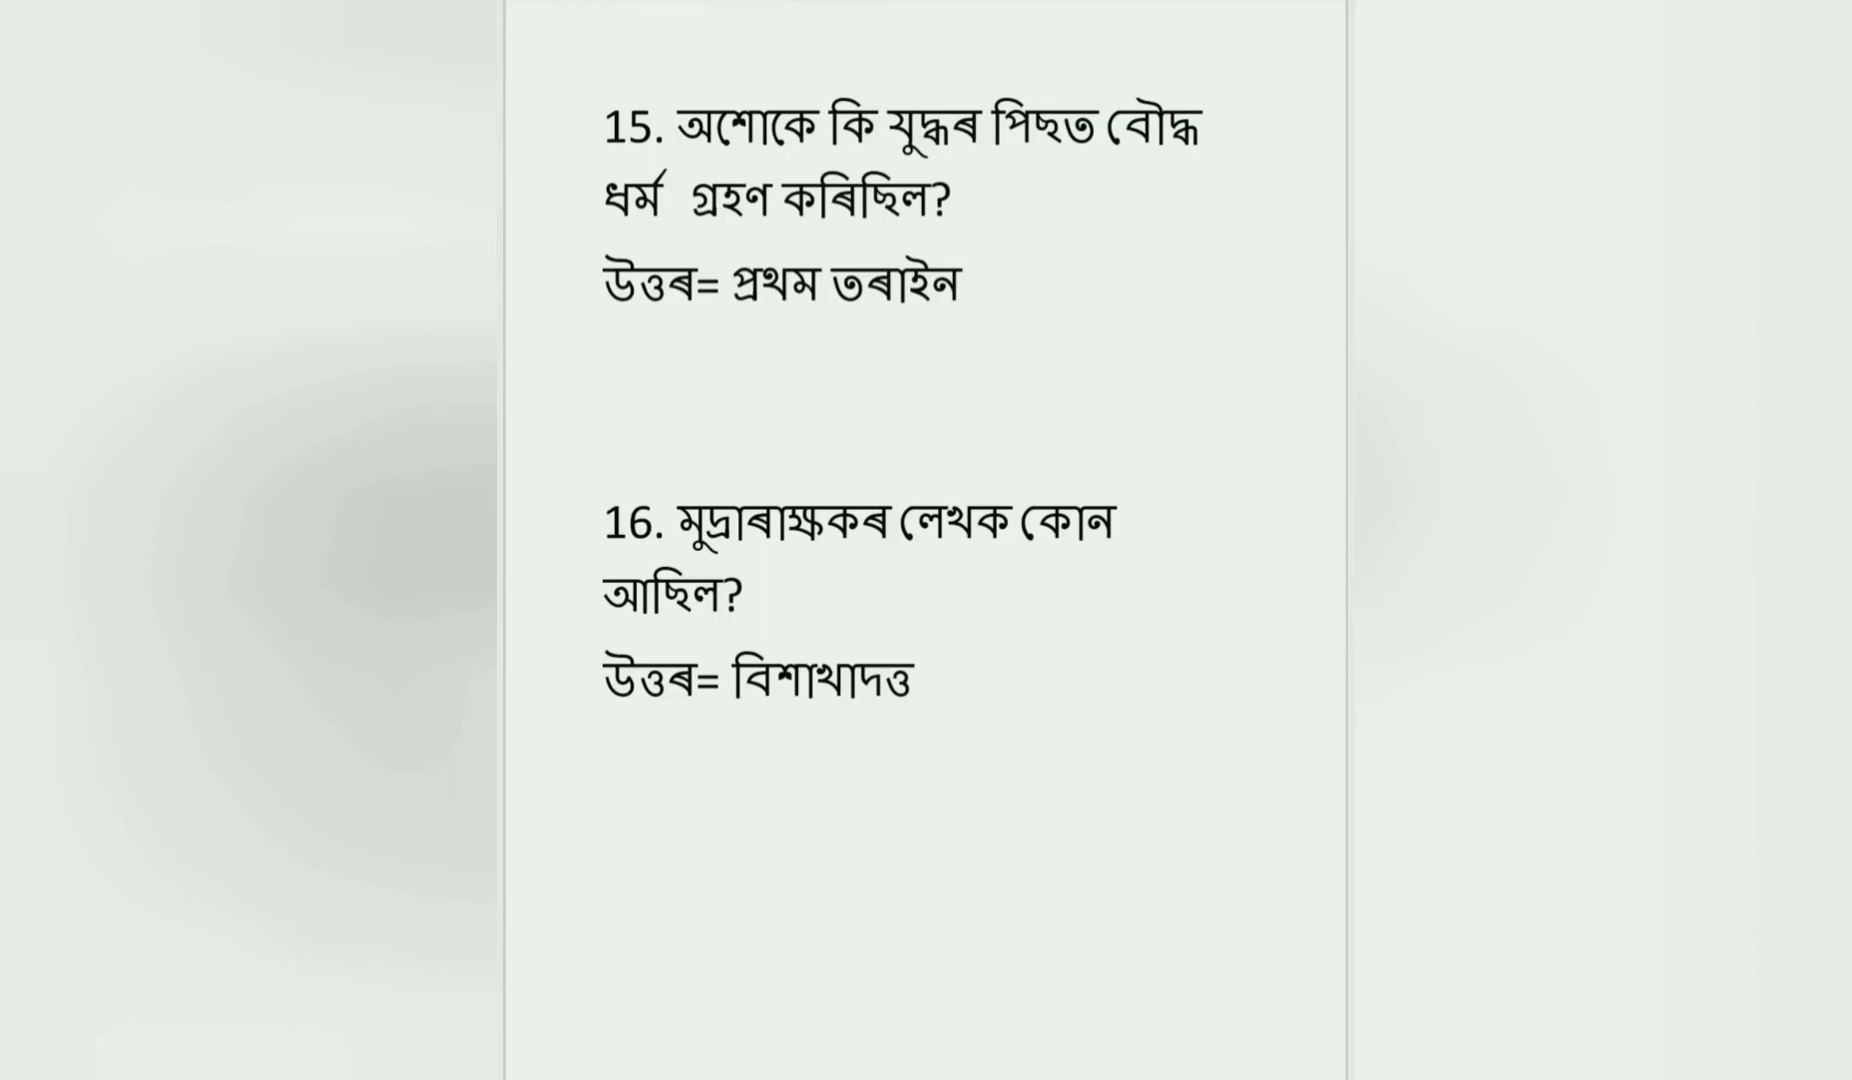 15. অশোকে কি যুদ্ধৰ পিছত বৌদ্ধ
ধৰ্ম গ্ৰহণ কৰিছিল?
উত্তৰ= প্ৰথম তৰাইন
16. মুদ্ৰাৰাক্ষকৰ লেখক কোন
আছিল?
উত্তৰ= বিশাখাদত্ত